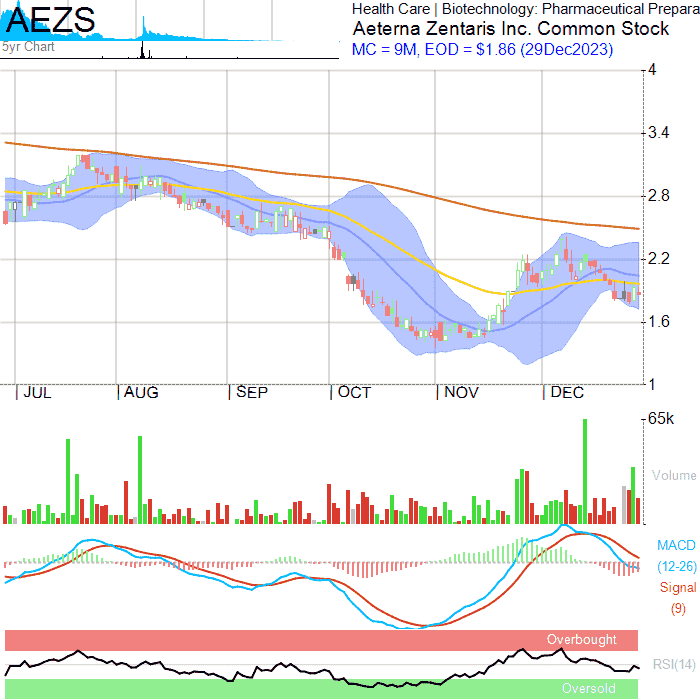 AEZS
5yr Chart
Health Care | Biotechnology: Pharmaceutical Prepara
Aeterna Zentaris Inc. Common Stock
MC = 9M, EOD = $1.86 (29Dec2023)
4
3.4
2.8
2.2
1.6
1
JUL AUG SEP OCT NOV DEC
65k
Volume
MACD
(12-26)
Signal
(9)
Overbought
RSI(14)
Oversold